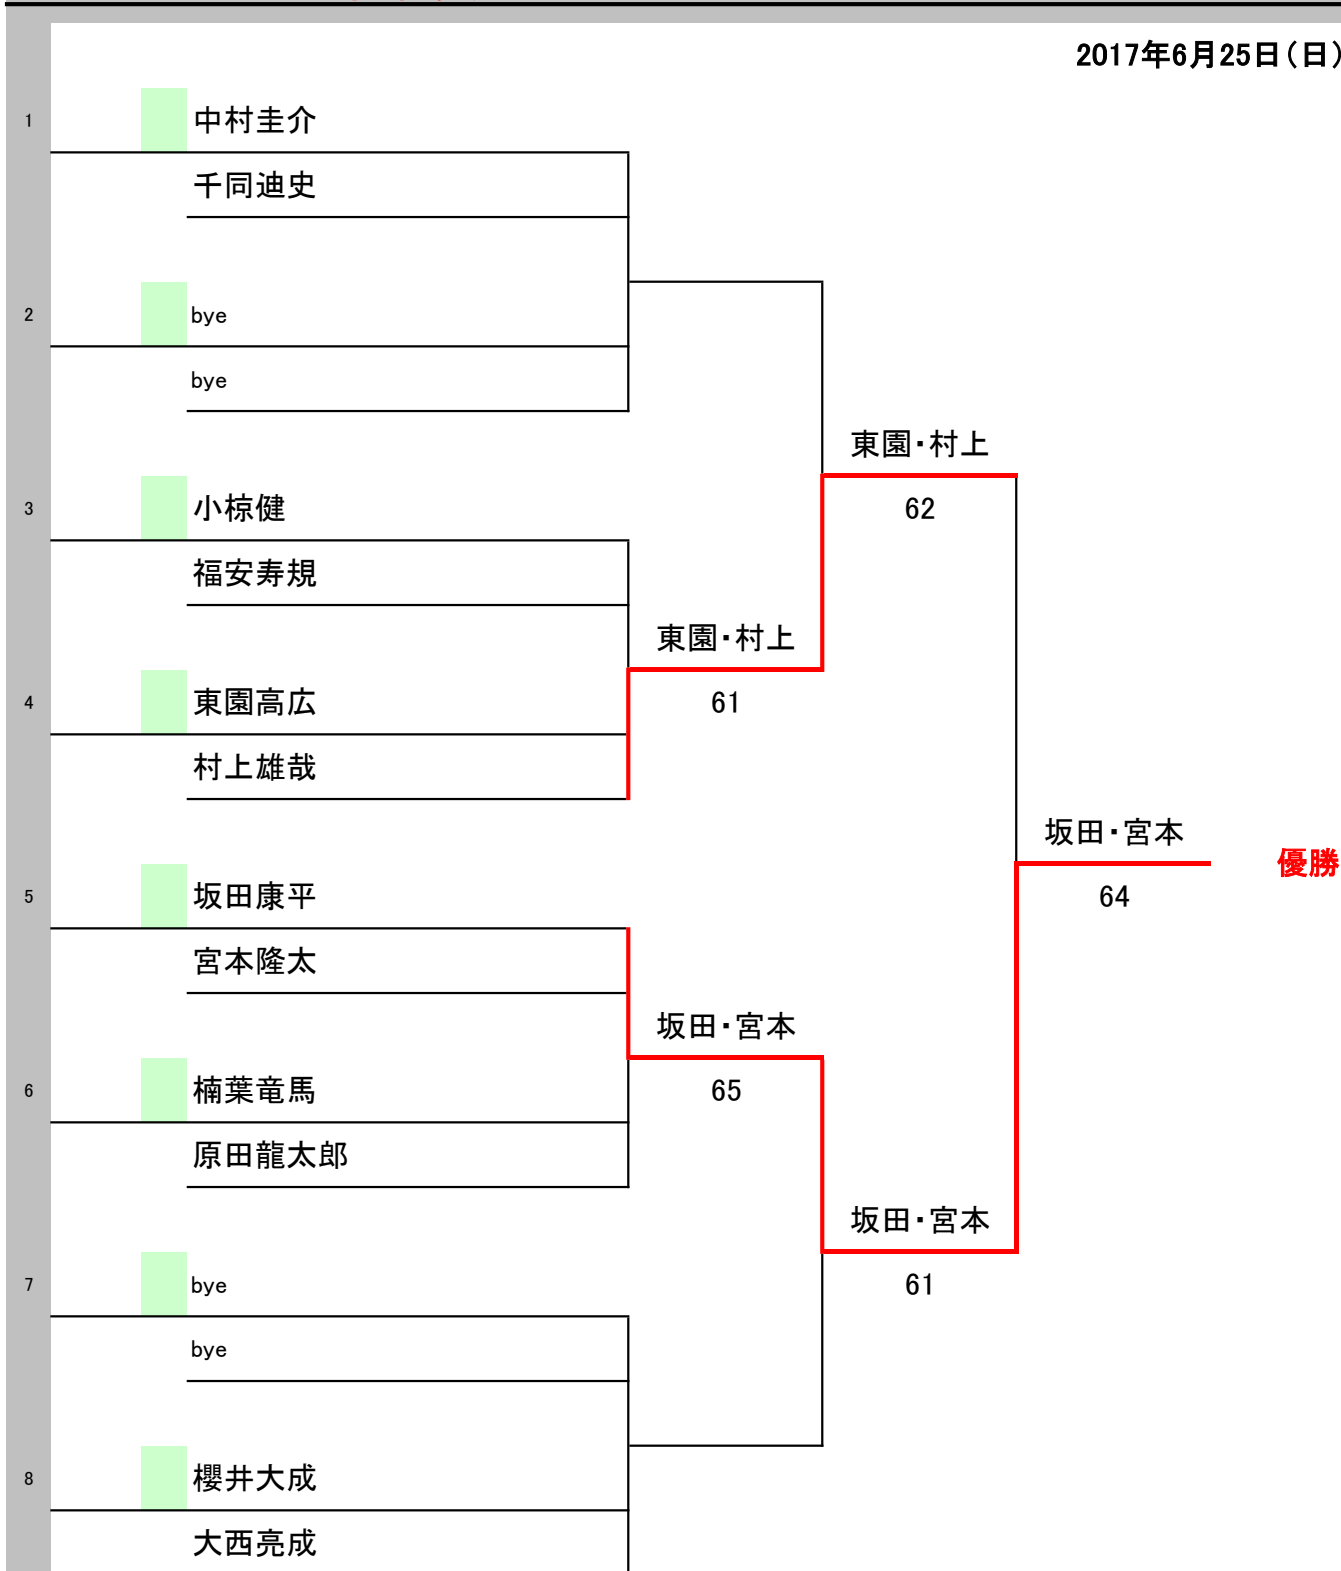 2017年6月25日（日）
1
中村圭介
千同迪史
2
bye
bye
東園・村上
62
3
小椋健
福安寿規
東園・村上
61
4
東園高広
村上雄哉
坂田・宮本
64
優勝
5
坂田康平
宮本隆太
坂田・宮本
65
6
楠葉竜馬
原田龍太郎
坂田・宮本
61
7
bye
bye
8
櫻井大成
大西亮成